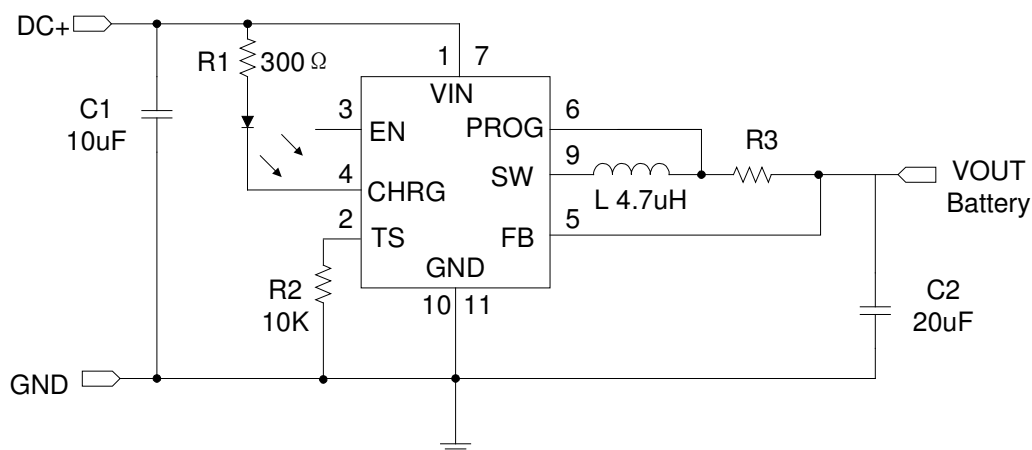 DC+
R1
300Ω
1
7
C1
10uF
3
VIN
6
EN
PROG
R3
4
9
CHRG
SW
VOUT
Battery
L 4.7uH
2
5
TS
FB
GND
R2
10K
10
11
C2
20uF
GND